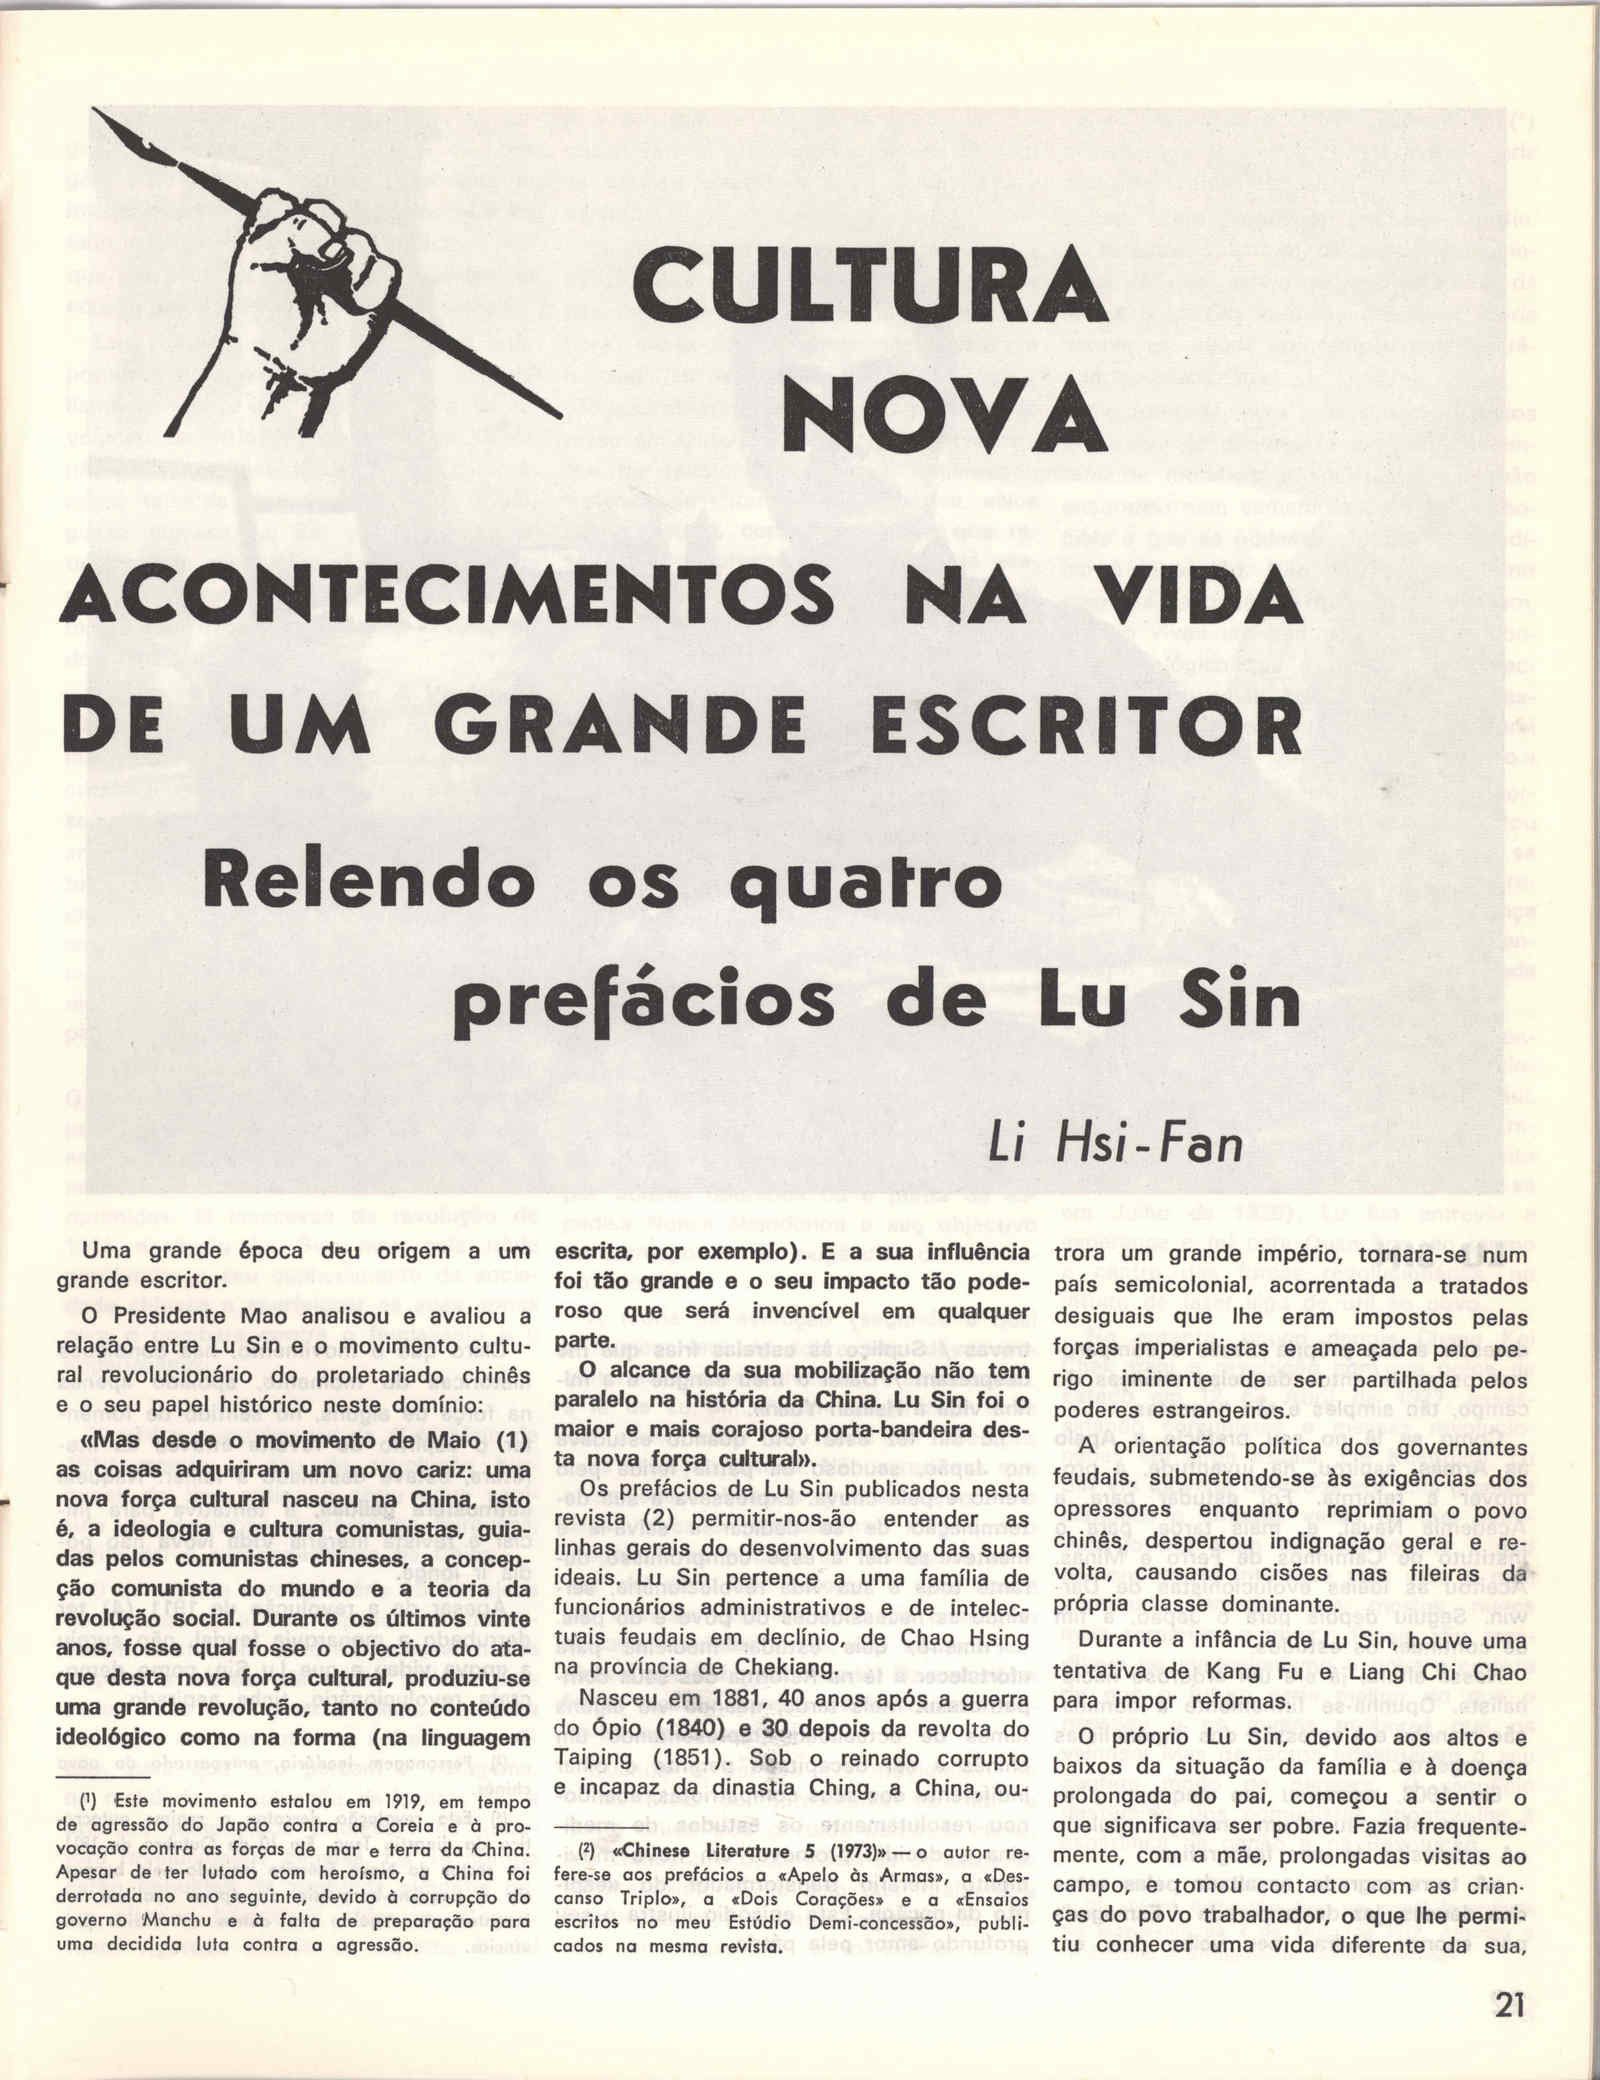 CULTURA
NOVA
ACONTECIMENTOS NA VIDA
DE UM GRANDE ESCRITOR
Relendo os quatro
prefácios de Lu Sin
Li Hsi-Fan
Uma grande época deu origem a um
grande escritor.
O Presidente Mao analisou e avaliou a
relação entre Lu Sin e o movimento cultu-
ral revolucionário do proletariado chinês
e o seu papel histórico neste domínio:
«Mas desde o movimento de Maio (1)
as coisas adquiriram um novo cariz: uma
nova força cultural nasceu na China, isto
é, a ideologia e cultura comunistas, guia-
das pelos comunistas chineses, a concep-
ção comunista do mundo e a teoria da
revolução social. Durante os últimos vinte
anos, fosse qual fosse o objectivo do ata-
que desta nova força cultural, produziu-se
uma grande revolução, tanto no conteúdo
ideológico como na forma (na linguagem
(1) Este movimento estalou em 1919, em tempo
de agressão do Japão contra a Coreia e à pro-
vocação contra as forças de mar e terra da China.
Apesar de ter lutado com heroísmo, a China foi
derrotada no ano seguinte, devido à corrupção do
governo Manchu e à falta de preparação para
uma decidida luta contra a agressão.
escrita, por exemplo). E a sua influência
foi tão grande e o seu impacto tão pode-
roso que será invencível em qualquer
parte.
O alcance da sua mobilização não tem
paralelo na história da China. Lu Sin foi o
maior e mais corajoso porta-bandeira des-
ta nova força cultural».
Os prefácios de Lu Sin publicados nesta
revista (2) permitir-nos-ão entender as
linhas gerais do desenvolvimento das suas
ideais. Lu Sin pertence a uma família de
funcionários administrativos e de intelec-
tuais feudais em declínio, de Chao Hsing
na província de Chekiang.
Nasceu em 1881, 40 anos após a guerra
do Ópio (1840) e 30 depois da revolta do
Taiping (1851). Sob o reinado corrupto
e incapaz da dinastia Ching, a China, ou-
(2) «Chinese Literature 5 (1973)» — o autor re-
fere-se aos prefácios a «Apelo às Armas», a «Des-
canso Triplo», a «Dois Corações» e a «Ensaios
escritos no meu Estúdio Demi-concessão», publi-
cados na mesma revista.
trora um grande império, tornara-se num
país semicolonial, acorrentada a tratados
desiguais que lhe eram impostos pelas
forças imperialistas e ameaçada pelo pe-
rigo iminente de ser partilhada pelos
poderes estrangeiros.
A orientação política dos governantes
feudais, submetendo-se às exigências dos
opressores enquanto reprimiam o povo
chinês, despertou indignação geral e re-
volta, causando cisões nas fileiras da
própria classe dominante.
Durante a infância de Lu Sin, houve uma
tentativa de Kang Fu e Liang Chi Chao
para impor reformas.
O próprio Lu Sin, devido aos altos e
baixos da situação da família e à doença
prolongada do pai, começou a sentir o
que significava ser pobre. Fazia frequente-
mente, com a mãe, prolongadas visitas ao
campo, e tomou contacto com as crian-
ças do povo trabalhador, o que lhe permi-
tiu conhecer uma vida diferente da sua,
21